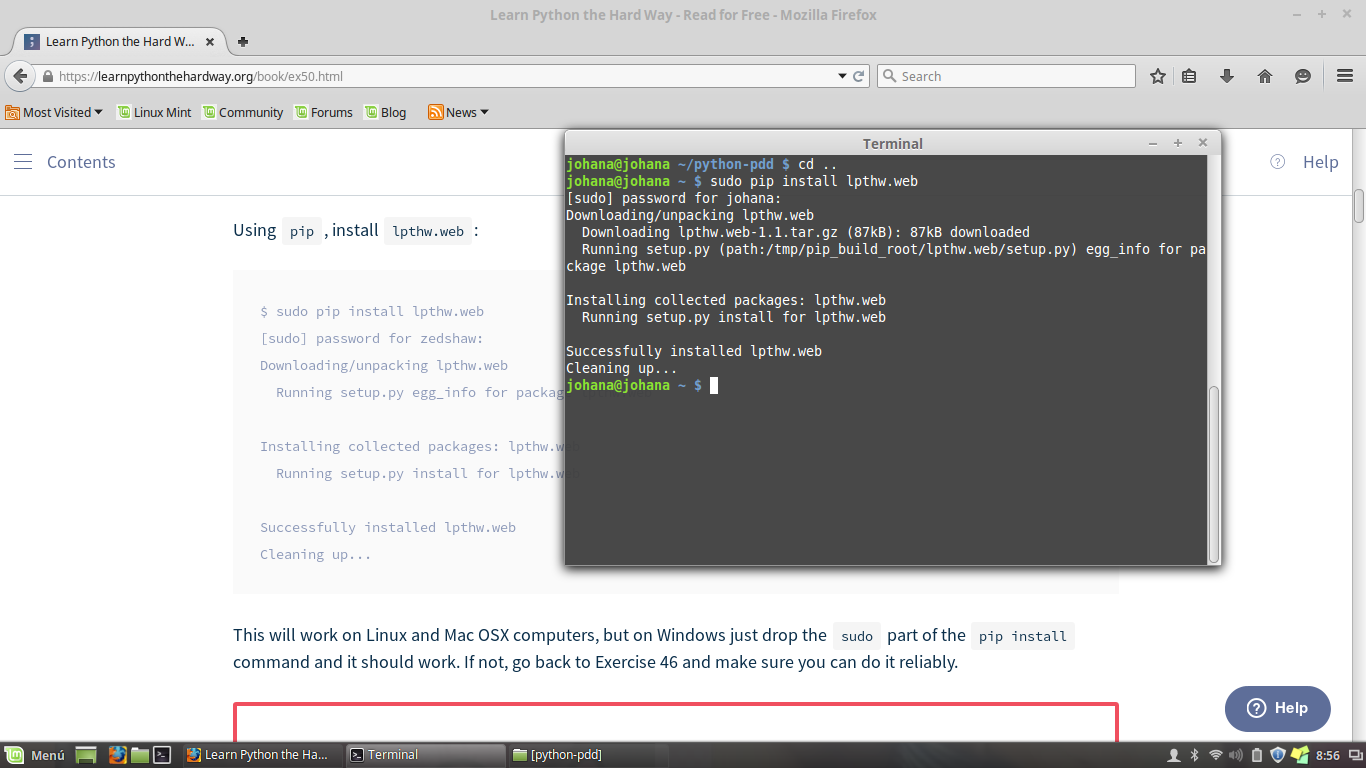 Learn Python the Hard Way - Read for Free - Mozilla Firefox
Learn Python the Hard W...
https://learnpythonthehardway.org/book/ex50.html
Search
Most Visited
Linux Mint
Community
Forums
Blog
News
Contents
Help
Using pip , install lpthw.web :
$ sudo pip install lpthw.web
[sudo] password for zedshaw:
Downloading/unpacking lpthw.web
Running setup.py egg_info for packag
Installing collected packages: lpthw.w
Running setup.py install for lpthw.w
Successfully installed lpthw.web
Cleaning up...
This will work on Linux and Mac OSX computers, but on Windows just drop the sudo part of the pip install
command and it should work. If not, go back to Exercise 46 and make sure you can do it reliably.
Terminal
johana@johana ~/python-pdd $ cd ..
johana@johana ~ $ sudo pip install lpthw.web
[sudo] password for johana:
Downloading/unpacking lpthw.web
Downloading lpthw.web-1.1.tar.gz (87kB): 87kB downloaded
Running setup.py (path:/tmp/pip_build_root/lpthw.web/setup.py) egg_info for pa
ckage lpthw.web
Installing collected packages: lpthw.web
Running setup.py install for lpthw.web
Successfully installed lpthw.web
Cleaning up...
johana@johana ~ $
Help
Menú
Learn Python the Ha...
Terminal
[python-pdd]
8:56